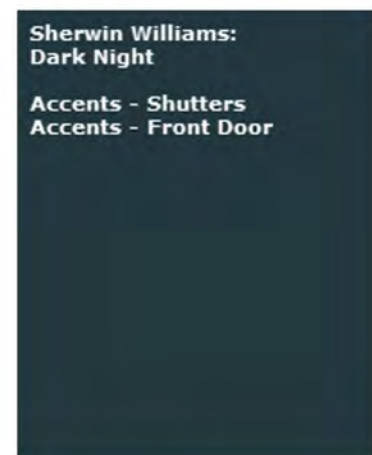 Sherwin Williams:
Dark Night
Accents - Shutters
Accents - Front Door